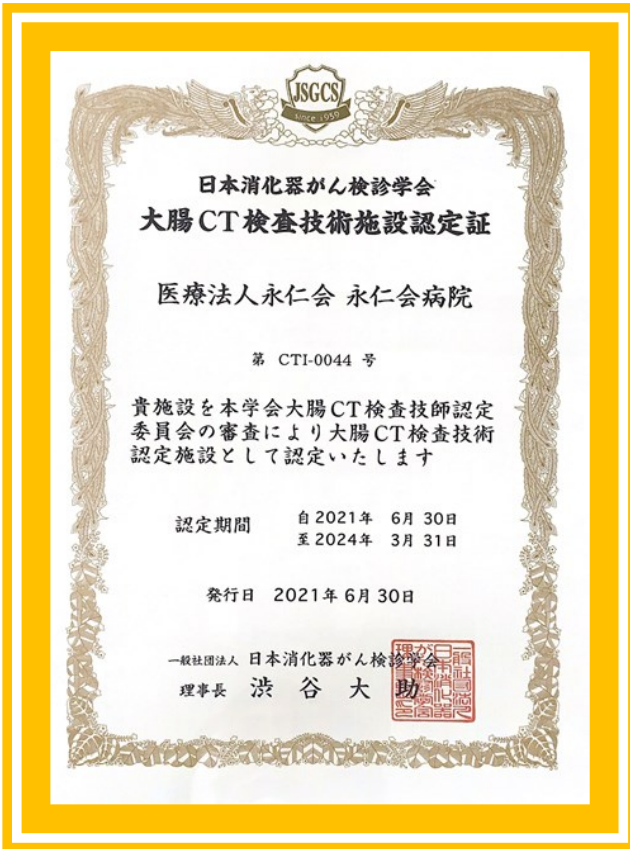 JSGCS
since 1959
日本消化器がん検診学会
大腸CT検査技術施設認定証
医療法人永仁会 永仁会病院
第 CTI-0044 号
貴施設を本学会大腸CT検査技師認定
委員会の審査により大腸CT検査技術
認定施設として認定いたします
認定期間 自2021年 6月30日
至2024年 3月31日
発行日 2021年6月30日
一般社団法人 日本消化器がん検診学会
理事長 渋谷大助